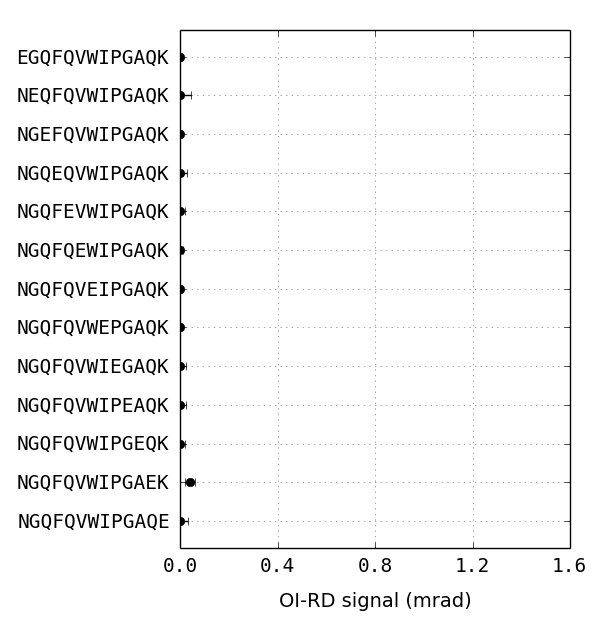 EGQFQVWIPGAQK
NEQFQVWIPGAQK
NGEFQVWIPGAQK
NGQEQVWIPGAQK
NGQFEVWIPGAQK
NGQFQEWIPGAQK
NGQFQVEIPGAQK
NGQFQVWEPGAQK
NGQFQVWIEGAQK
NGQFQVWIPEAQK
NGQFQVWIPGEQK
NGQFQVWIPGAEK
NGQFQVWIPGAQE
0.0 0.4 0.8 1.2 1.6
OI-RD signal (mrad)